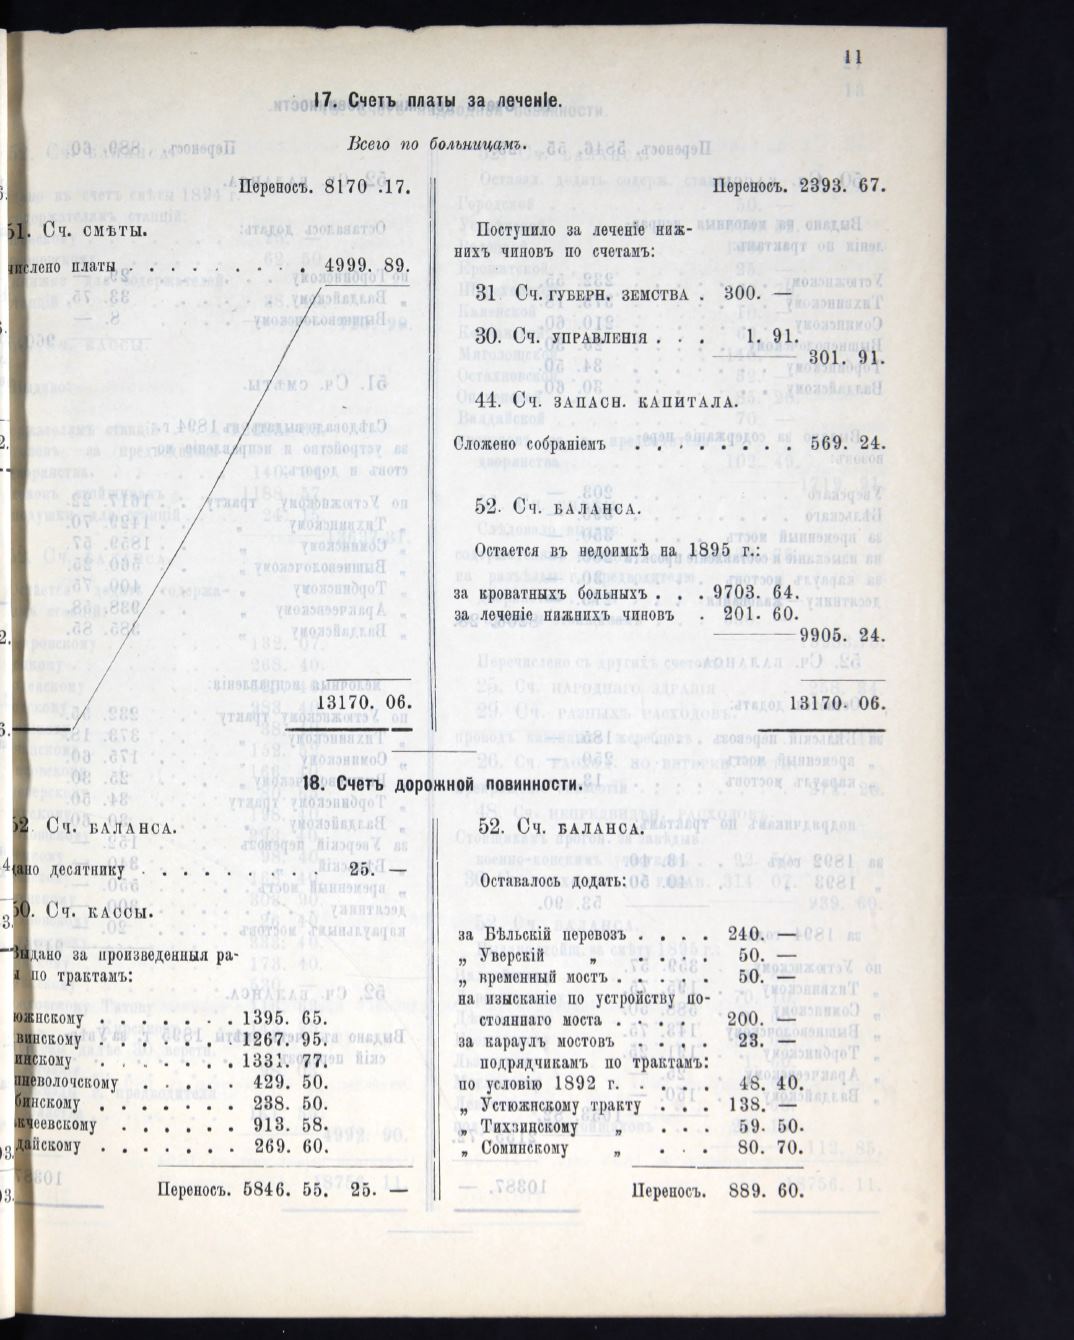 11
17. Счетъ платы за леченіе.
Всего по больницамъ.
Переносъ. 8170 17.
51. Сч. смѣты.
числено платы . . . . . . . . 4999. 89.
13170. 06.
Переносъ. 2393. 67.
Поступило за леченіе ниж-
нихъ чиновъ по счетамъ:
31 Сч. губерн. земства . 300. —
30. Сч. управленія . . . 1. 91.
301. 91.
44. Сч. запасн. капитала.
Сложено собраніемъ . . . . . . . . 569. 24.
52. Сч. баланса.
Остается въ недоимкѣ на 1895 г.:
за кроватныхъ больныхъ . . . 9703. 64.
за леченіе нижнихъ чиновъ . 201. 60.
9905. 24.
13170. 06.
18. Счетъ дорожной повинности.
52. Сч. баланса.
дано десятнику . . . . . . . . 25. —
50. Сч. кассы.
Выдано за произведенныя ра-
по трактамъ:
южнскому . . . . . . . 1395. 65.
винскому . . . . . . . 1267. 95.
инскому . . . . . . 1331. 77.
шневолочскому . . . . 429. 50.
бинскому . . . . . . . 238. 50.
кчеевскому . . . . . . 913. 58.
дайскому . . . . . . . 269. 60.
Переносъ. 5846. 55. 25. —
52. Сч. баланса.
Оставалось додать:
за Бѣльскій перевозъ . . . . 240. —
„ Уверскій „ . . . . 50. —
„ временный мостъ . . . . . 50. —
на изысканіе по устройству по-
стояннаго моста . . . . . 200. —
за караулъ мостовъ . . . . 23. —
подрядчикамъ по трактамъ:
по условію 1892 г. . . . . 48. 40.
„ Устюжнскому тракту . . . 138. —
„ Тихвинскому „ . . . 59. 50.
„ Соминскому „ . . . 80. 70.
Переносъ. 889. 60.